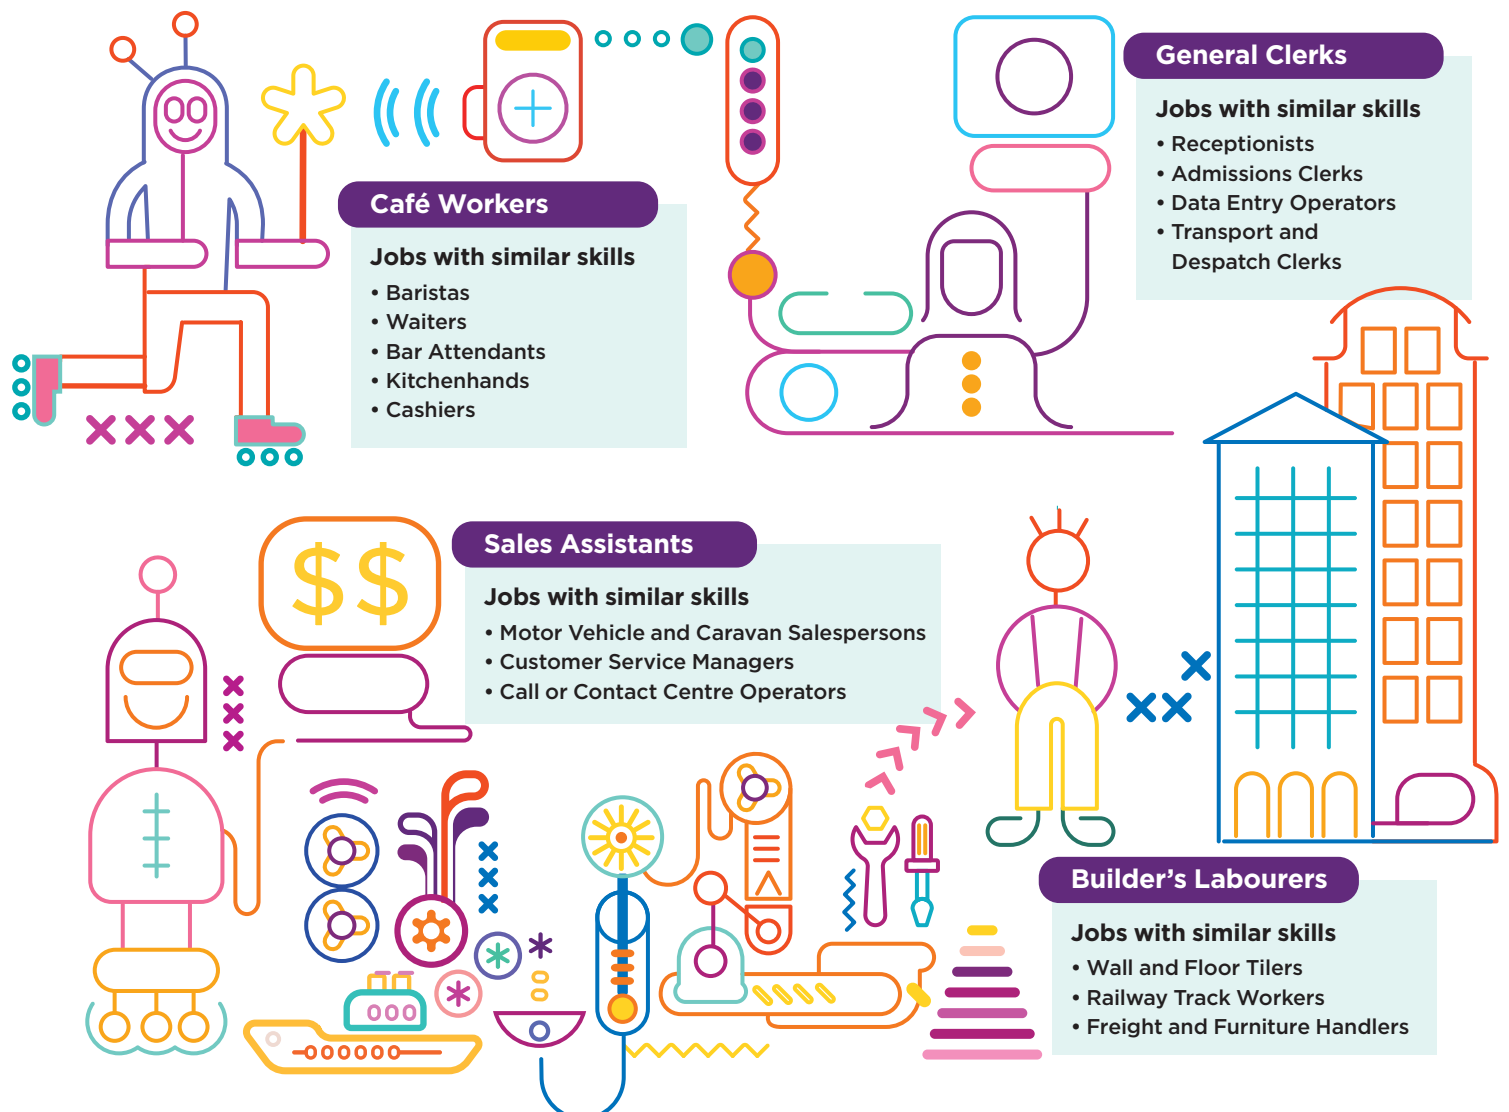 General Clerks
Jobs with similar skills
• Receptionists
• Admissions Clerks
• Data Entry Operators
• Transport and
Despatch Clerks
Café Workers
Jobs with similar skills
• Baristas
• Waiters
• Bar Attendants
• Kitchenhands
• Cashiers
$$
Sales Assistants
Jobs with similar skills
• Motor Vehicle and Caravan Salespersons
• Customer Service Managers
• Call or Contact Centre Operators
Builder’s Labourers
Jobs with similar skills
• Wall and Floor Tilers
• Railway Track Workers
• Freight and Furniture Handlers